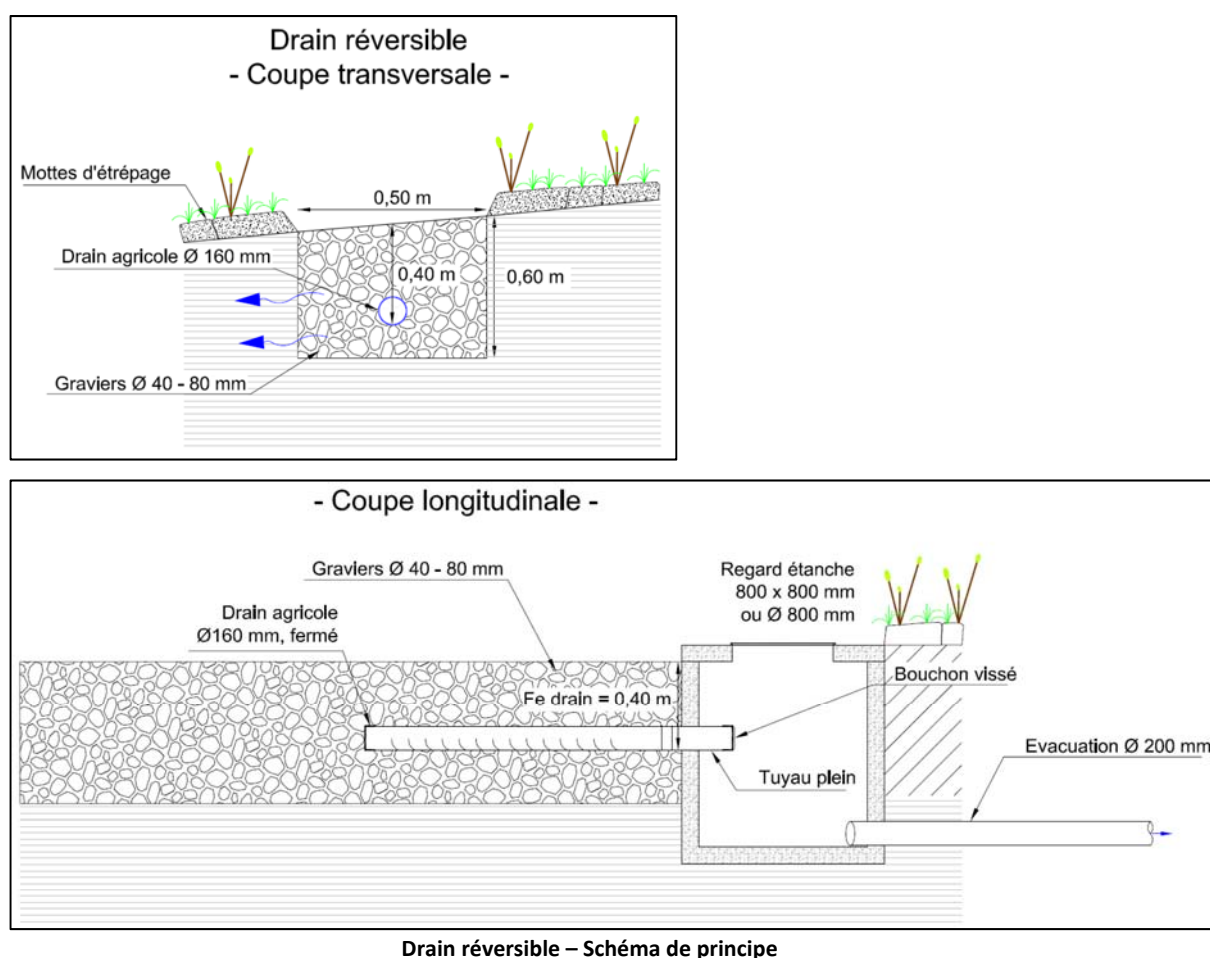 Drain réversible
- Coupe transversale -
Mottes d'étrépage
0,50 m
Drain agricole Ø 160 mm
0,40 m
0,60 m
Graviers Ø 40 - 80 mm
- Coupe longitudinale -
Graviers Ø 40 - 80 mm
Regard étanche
800 x 800 mm
ou Ø 800 mm
Drain agricole
Ø160 mm, fermé
Fe drain = 0,40 m
Bouchon vissé
Evacuation Ø 200 mm
Tuyau plein
Drain réversible – Schéma de principe